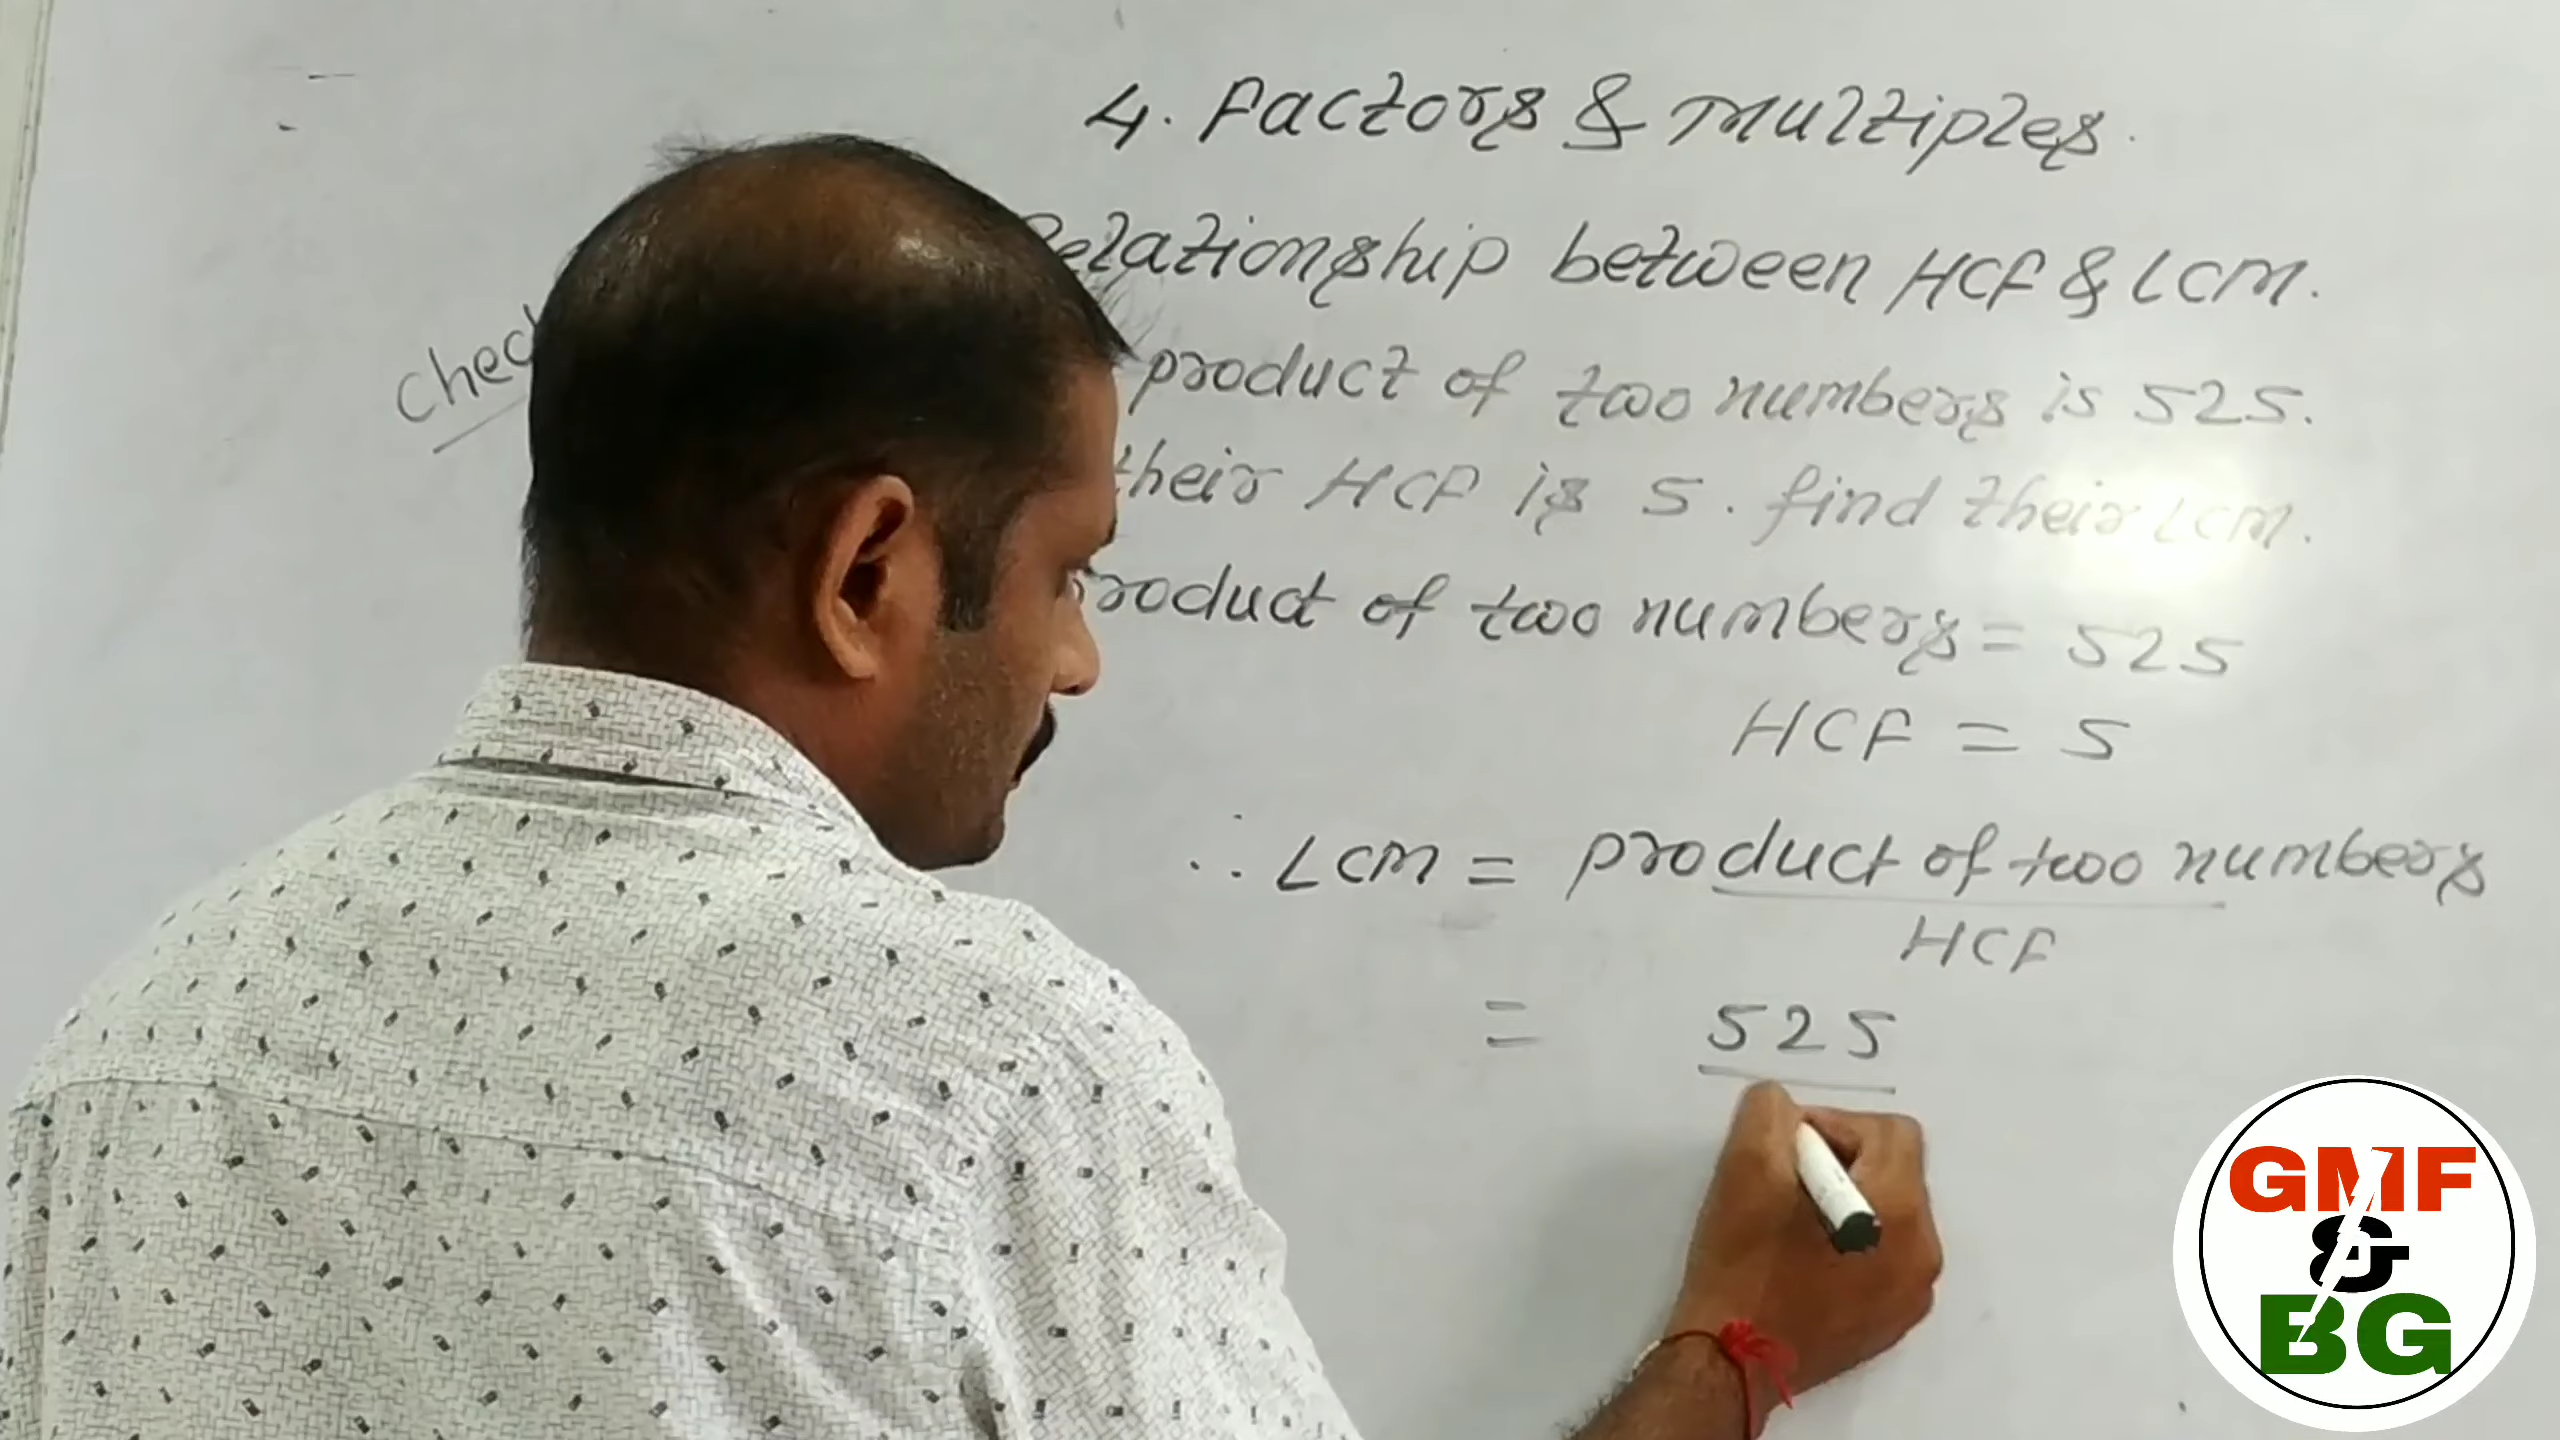 4. Factors & Multiples.
Relationship between HCF & LCM.
product of two numbers is 525.
their HCF is 5. find their LCM.
product of two numbers = 525
HCF = 5
∴ LCM = product of two numbers
HCF
= 525
GMF
&
BG